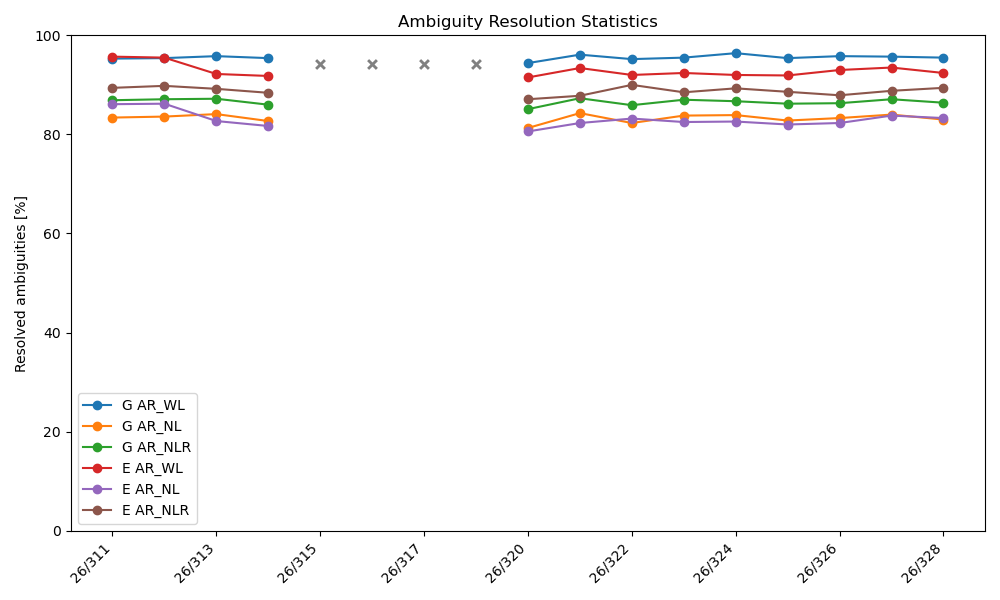 Ambiguity Resolution Statistics
Resolved ambiguities [%]
100
80
60
40
20
0
G AR_WL
G AR_NL
G AR_NLR
E AR_WL
E AR_NL
E AR_NLR
26/311
26/313
26/315
26/317
26/320
26/322
26/324
26/326
26/328